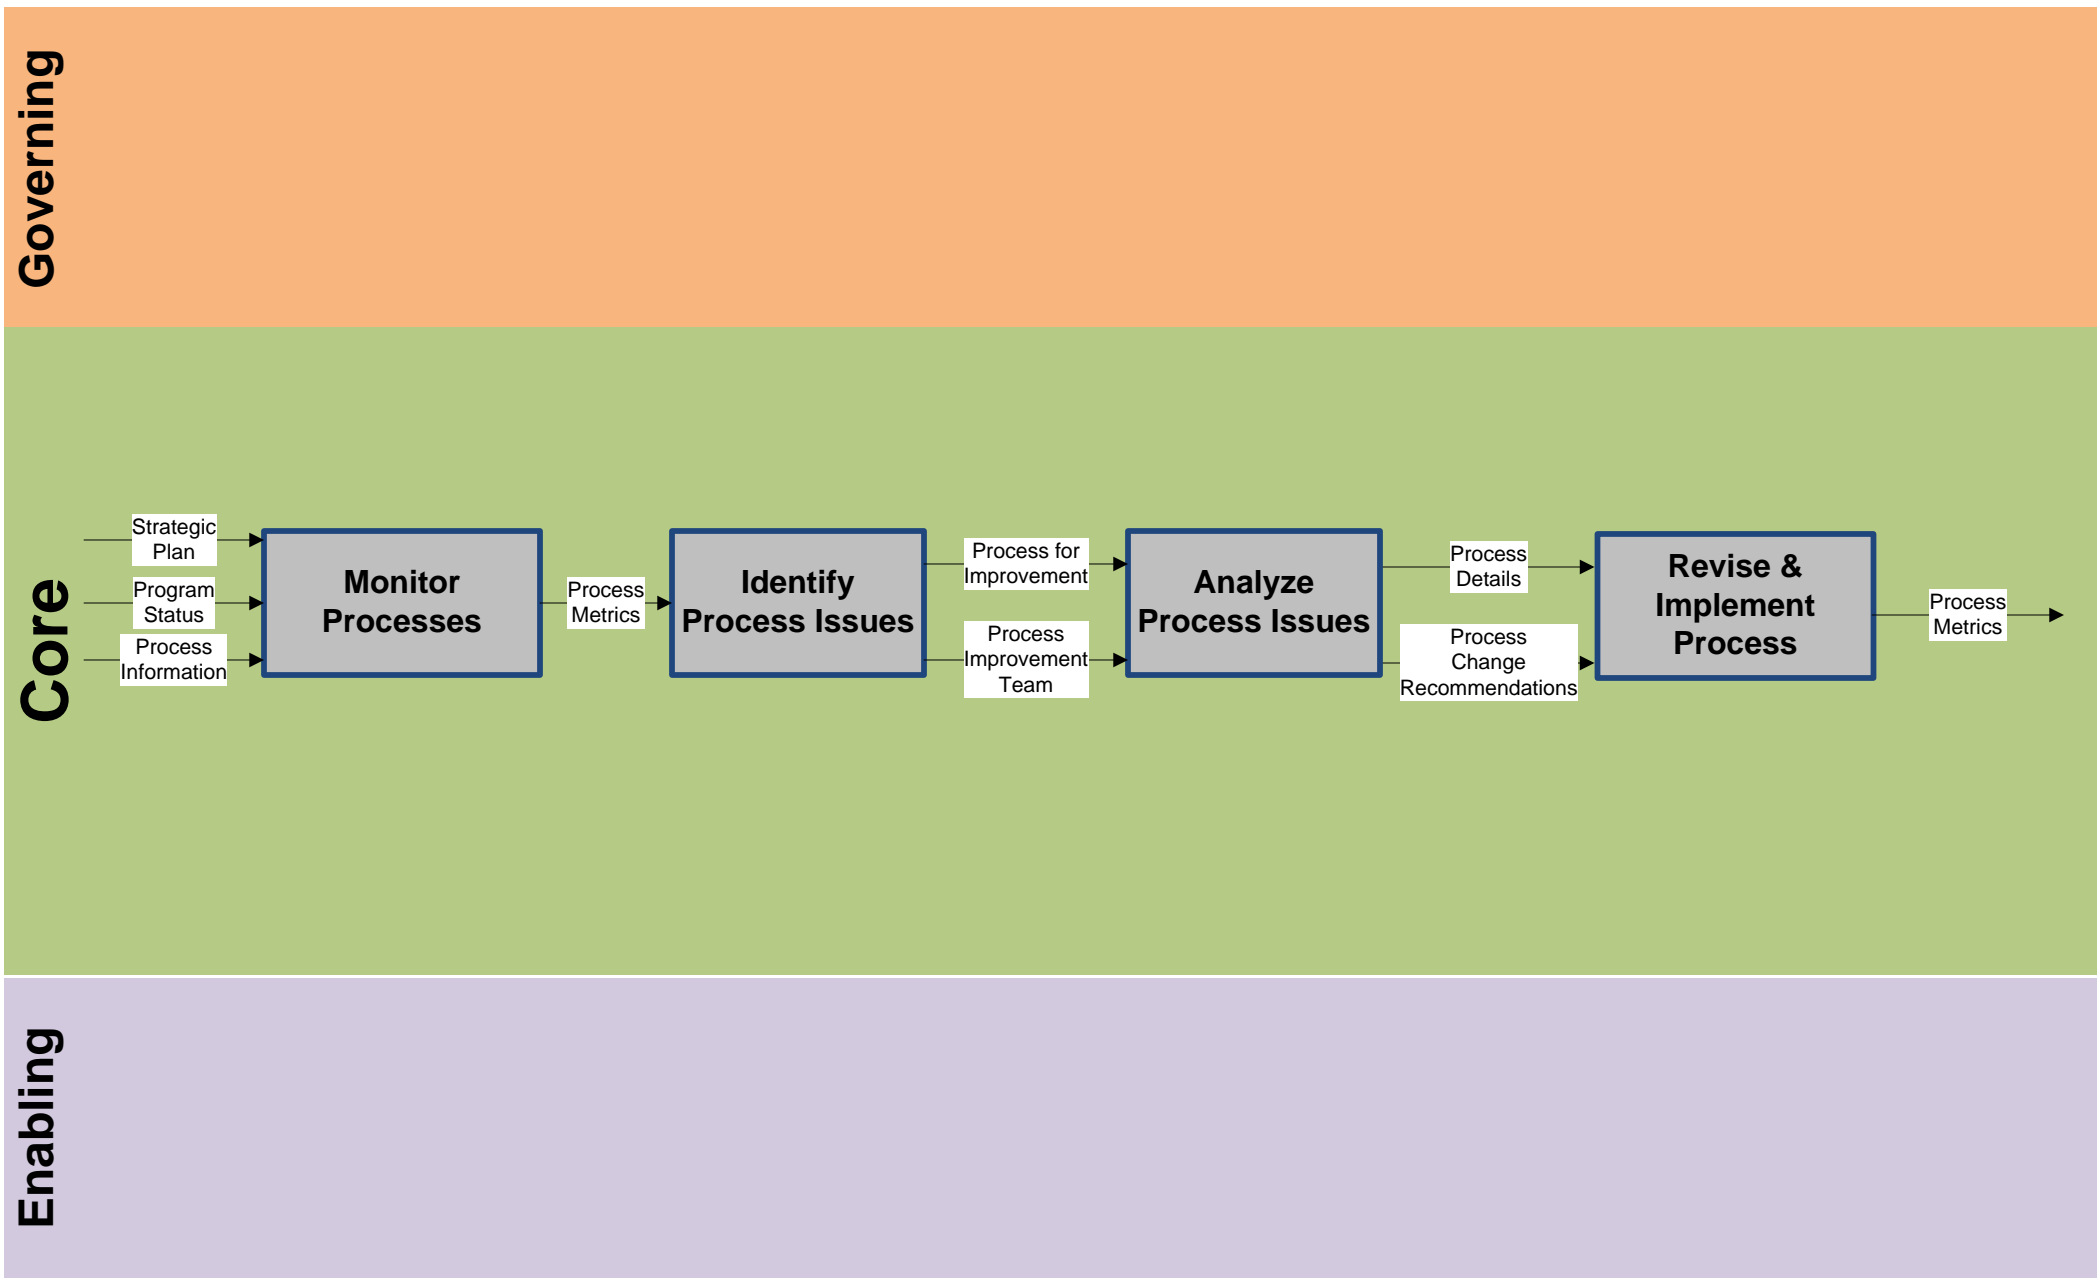 Governing
Core
Strategic
Plan
Program
Status
Process
Information
Monitor
Processes
Process
Metrics
Identify
Process Issues
Process for
Improvement
Process
Improvement
Team
Analyze
Process Issues
Process
Details
Process
Change
Recommendations
Revise &
Implement
Process
Process
Metrics
Enabling